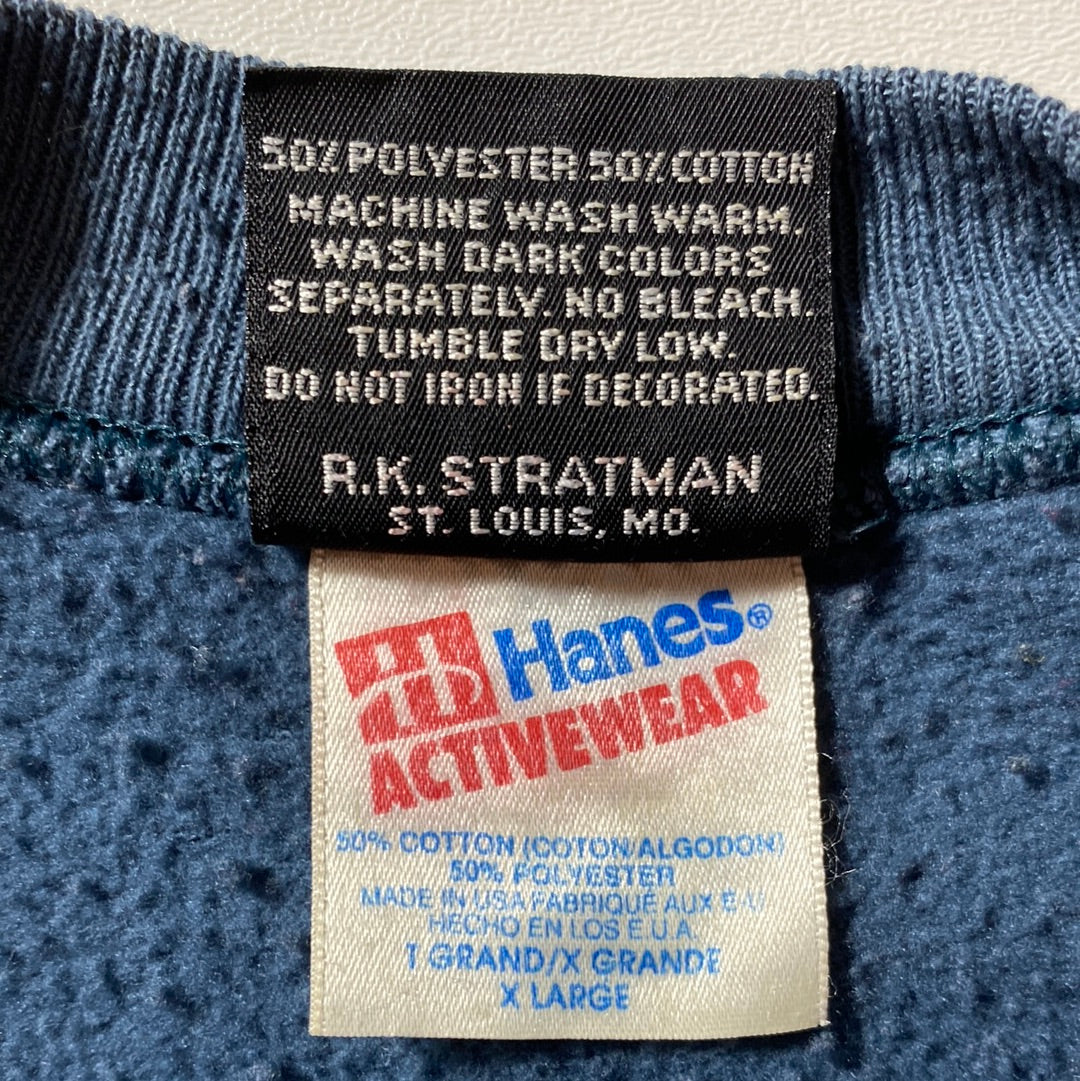 50% POLYESTER 50% COTTON
MACHINE WASH WARM.
WASH DARK COLORS
SEPARATELY. NO BLEACH.
TUMBLE DRY LOW.
DO NOT IRON IF DECORATED.
R.K. STRATMAN
ST. LOUIS, MO.
Hanes®
ACTIVEWEAR
50% COTTON (COTON ALGODON)
50% POLYESTER
MADE IN USA FABRIQUE AUX E-U
HECHO EN LOS E.U.A.
T GRAND/X GRANDE
X LARGE